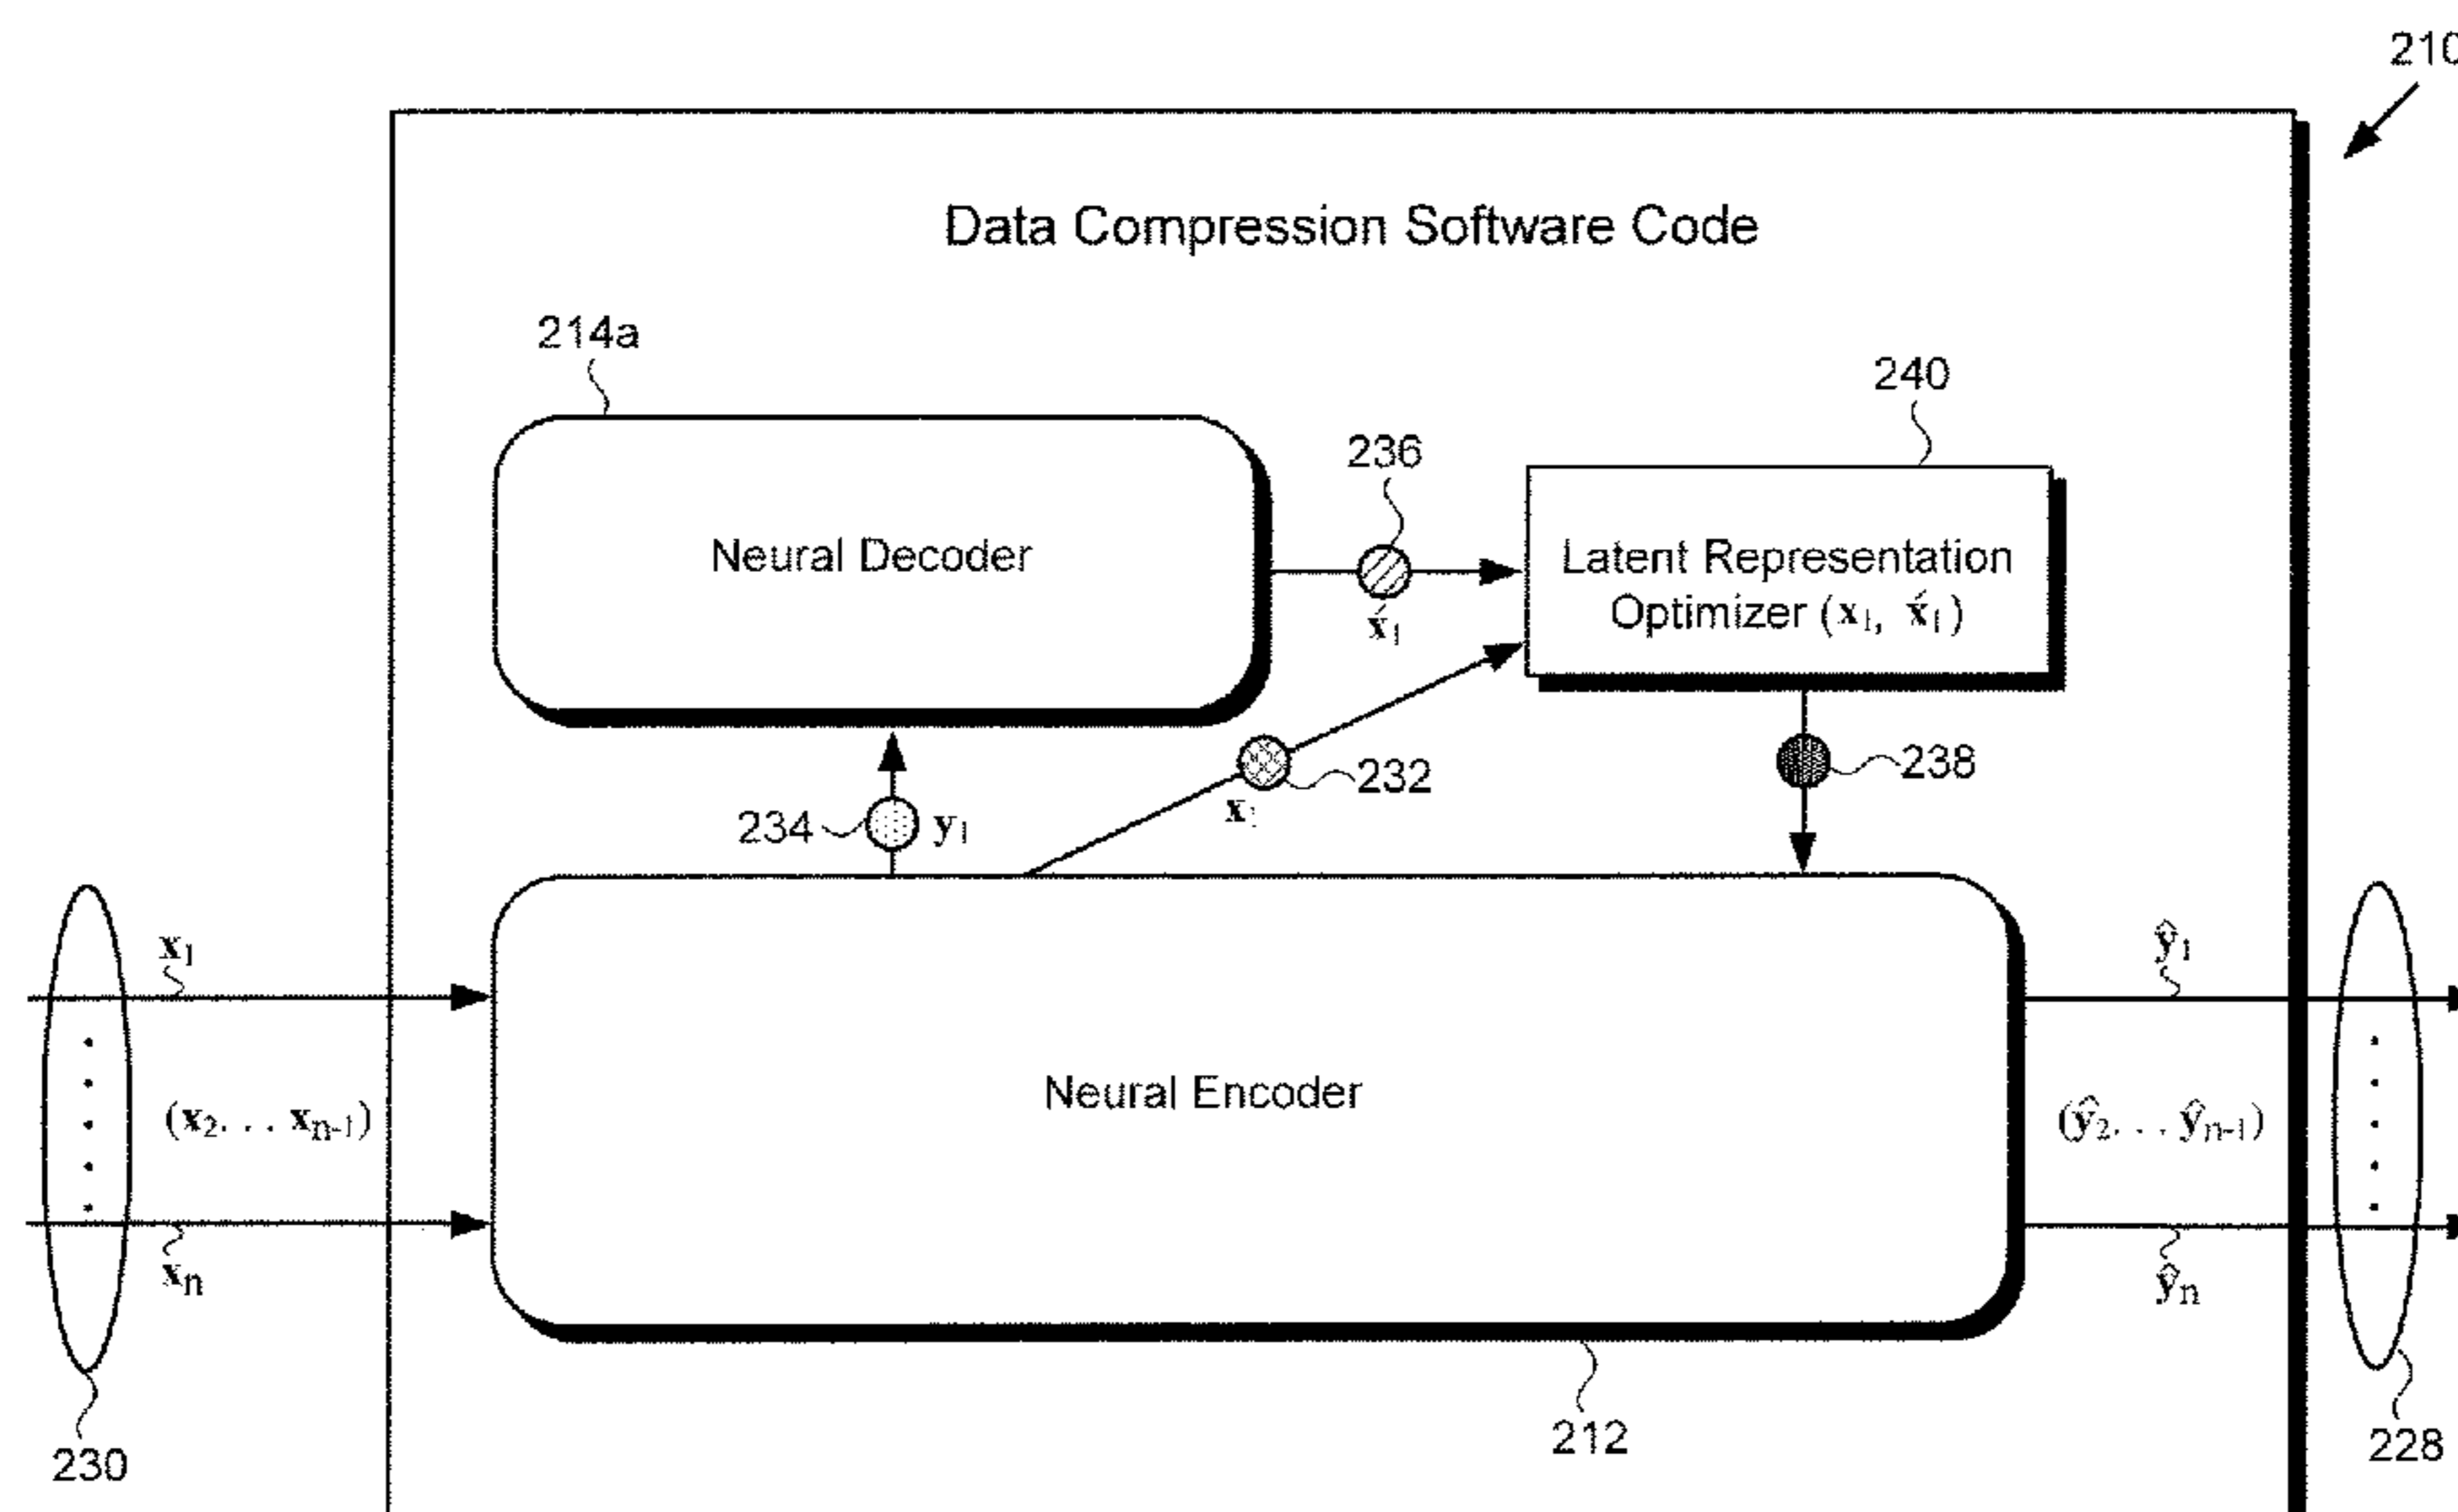 210
Data Compression Software Code
214a
240
236
Neural Decoder
Latent Representation
Optimizer (x₁, x́₁)
x́₁
232
238
x₁
234
y₁
x₁
ŷ₁
(x₂. . . xₙ₋₁)
Neural Encoder
(ŷ₂. . . ŷₙ₋₁)
xₙ
ŷₙ
212
230
228